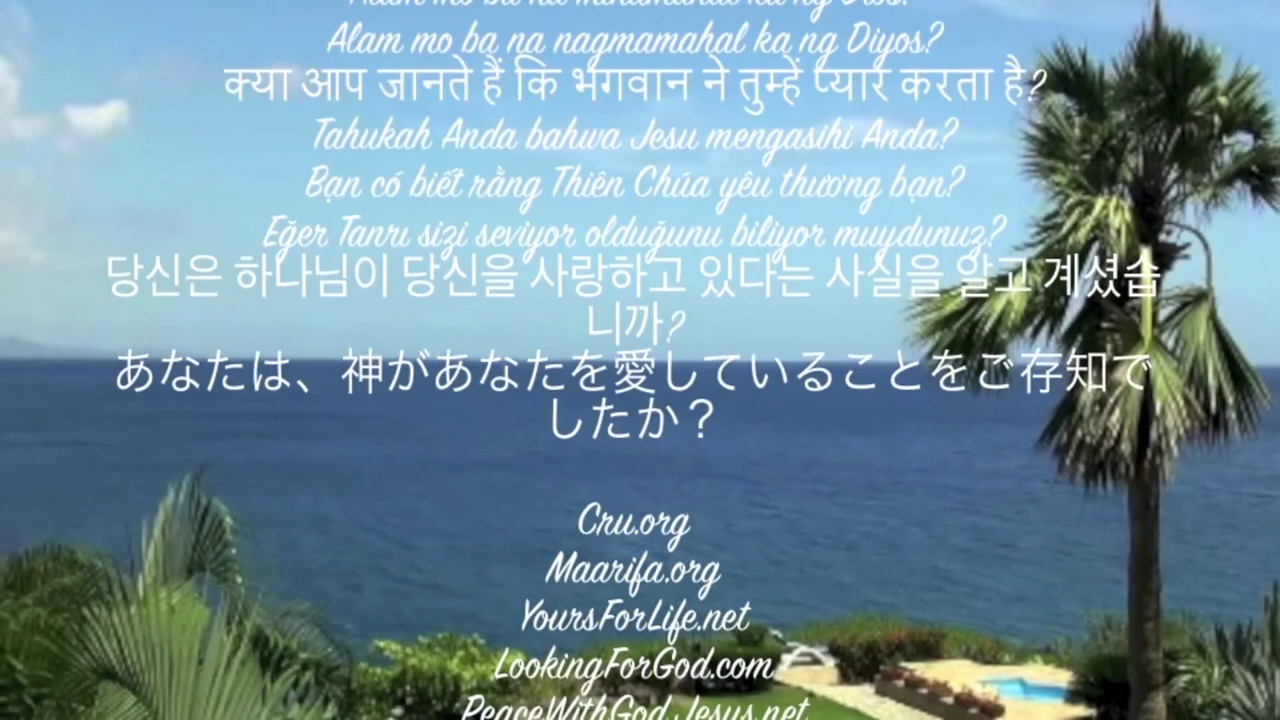 Alam mo ba na nagmamahal ka ng Diyos?
क्या आप जानते हैं कि भगवान ने तुम्हें प्यार करता है?
Tahukah Anda bahwa Jesu mengasihi Anda?
Bạn có biết rằng Thiên Chúa yêu thương bạn?
Eğer Tanrı sizi seviyor olduğunu biliyor muydunuz?
당신은 하나님이 당신을 사랑하고 있다는 사실을 알고 계셨습
니까?
あなたは、神があなたを愛していることをご存知で
したか？
Cru.org
Maarifa.org
YoursForLife.net
LookingForGod.com
PeaceWithGodJesus.net